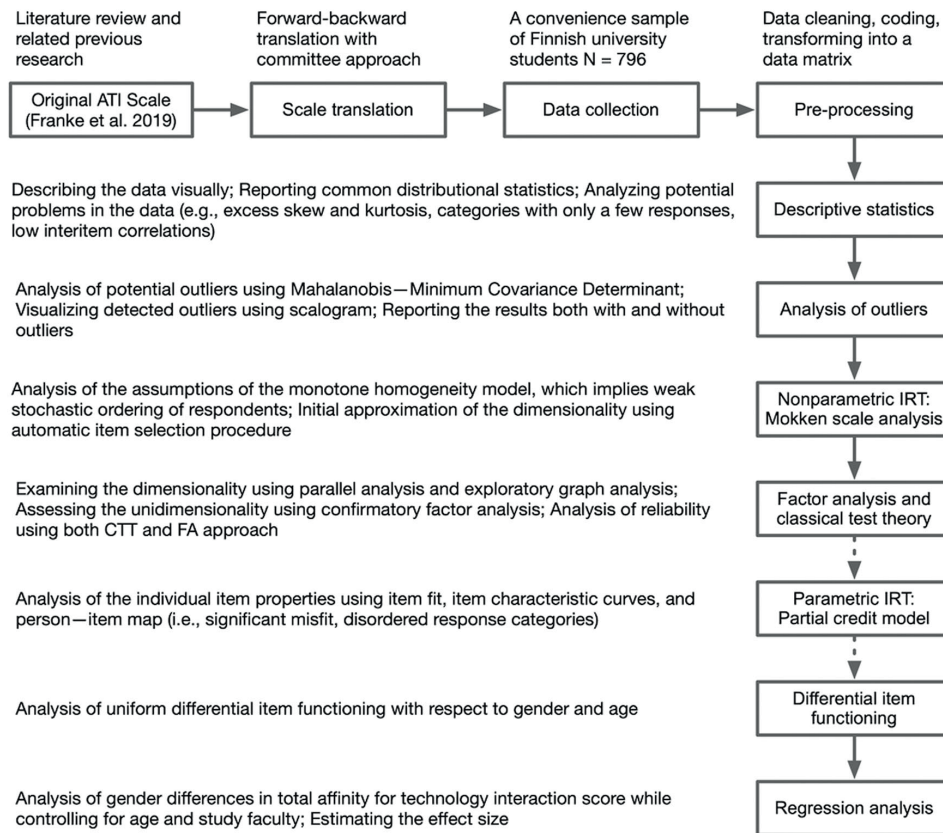 Literature review and
related previous
research
Forward-backward
translation with
committee approach
A convenience sample
of Finnish university
students N = 796
Data cleaning, coding,
transforming into a
data matrix
Original ATI Scale
(Franke et al. 2019)
Scale translation
Data collection
Pre-processing
Describing the data visually; Reporting common distributional statistics; Analyzing potential
problems in the data (e.g., excess skew and kurtosis, categories with only a few responses,
low interitem correlations)
Descriptive statistics
Analysis of potential outliers using Mahalanobis—Minimum Covariance Determinant;
Visualizing detected outliers using scalogram; Reporting the results both with and without
outliers
Analysis of outliers
Analysis of the assumptions of the monotone homogeneity model, which implies weak
stochastic ordering of respondents; Initial approximation of the dimensionality using
automatic item selection procedure
Nonparametric IRT:
Mokken scale analysis
Examining the dimensionality using parallel analysis and exploratory graph analysis;
Assessing the unidimensionality using confirmatory factor analysis; Analysis of reliability
using both CTT and FA approach
Factor analysis and
classical test theory
Analysis of the individual item properties using item fit, item characteristic curves, and
person—item map (i.e., significant misfit, disordered response categories)
Parametric IRT:
Partial credit model
Analysis of uniform differential item functioning with respect to gender and age
Differential item
functioning
Analysis of gender differences in total affinity for technology interaction score while
controlling for age and study faculty; Estimating the effect size
Regression analysis